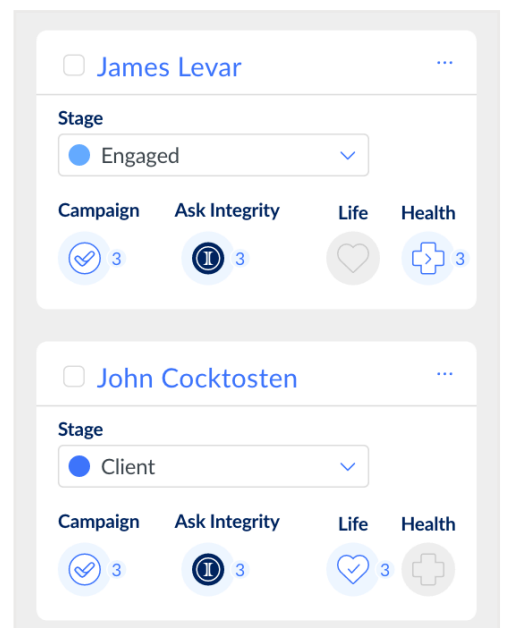 James Levar ...
Stage
Engaged
Campaign Ask Integrity Life Health
3 I 3 3
John Cocktosten ...
Stage
Client
Campaign Ask Integrity Life Health
3 I 3 3